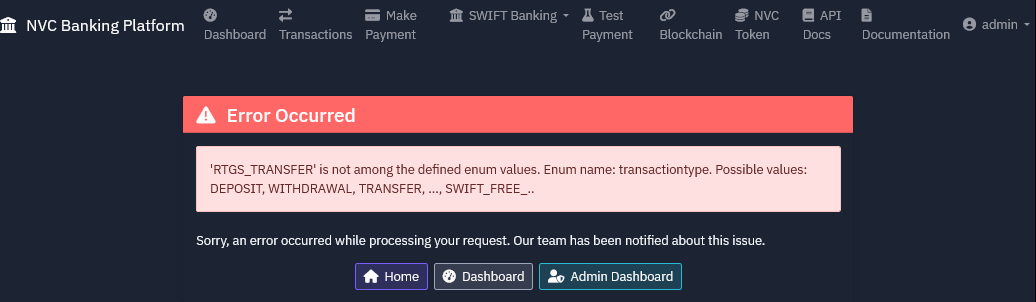 NVC Banking Platform
Dashboard
Transactions
Make
Payment
SWIFT Banking
Test
Payment
Blockchain
NVC
Token
API
Docs
Documentation
admin
Error Occurred
'RTGS_TRANSFER' is not among the defined enum values. Enum name: transactiontype. Possible values:
DEPOSIT, WITHDRAWAL, TRANSFER, ..., SWIFT_FREE_..
Sorry, an error occurred while processing your request. Our team has been notified about this issue.
Home
Dashboard
Admin Dashboard